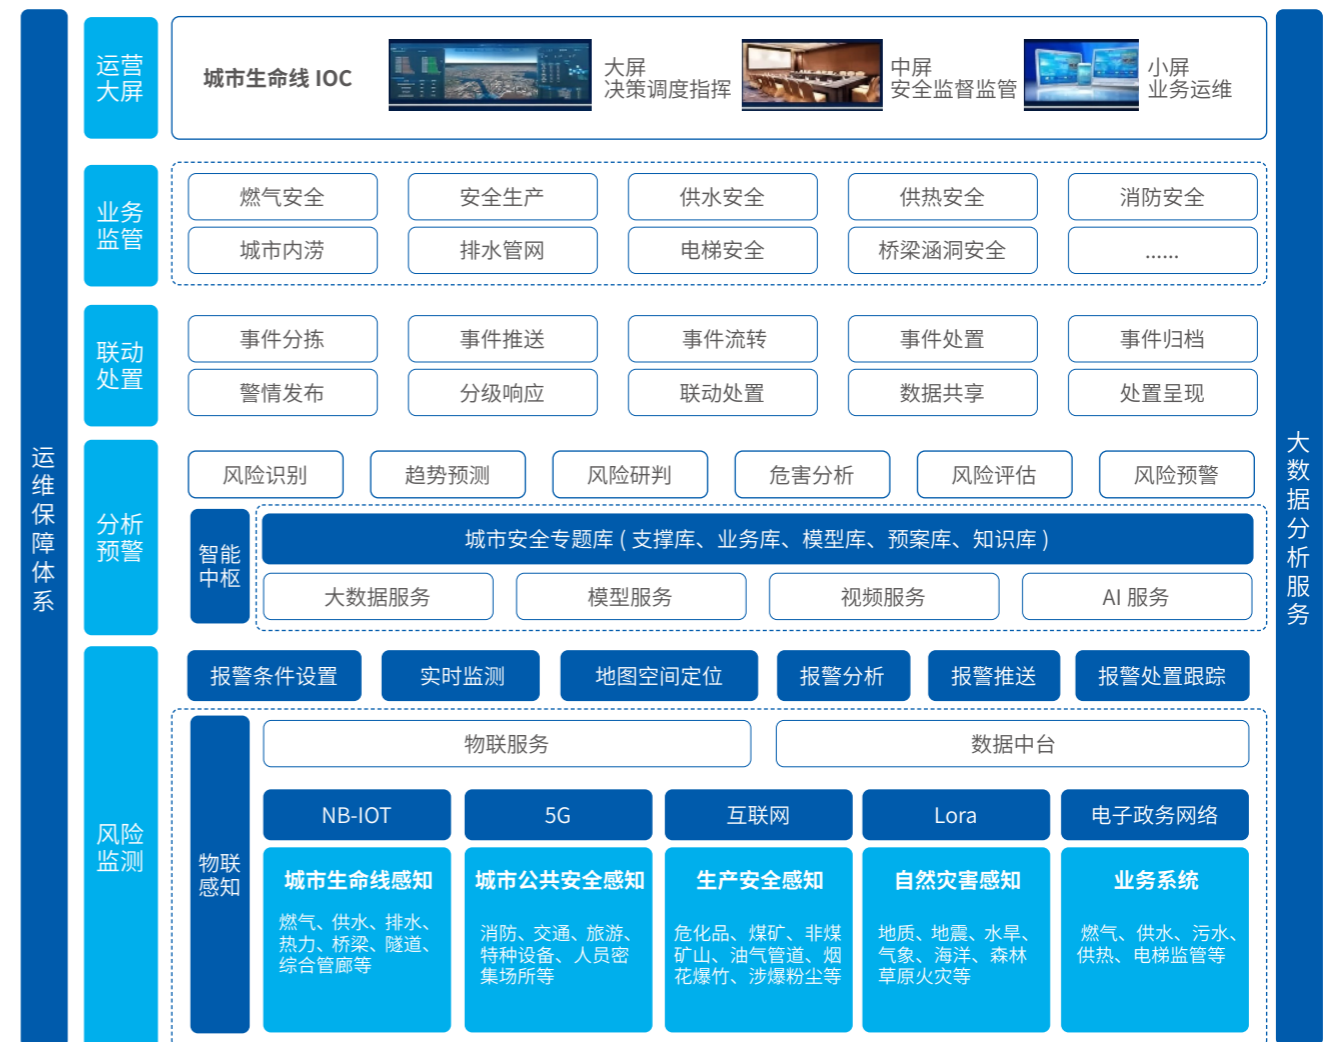 运营
大屏
城市生命线 IOC
大屏
决策调度指挥
中屏
安全监督监管
小屏
业务运维
业务
监管
燃气安全
安全生产
供水安全
供热安全
消防安全
城市内涝
排水管网
电梯安全
桥梁涵洞安全
......
联动
处置
事件分拣
事件推送
事件流转
事件处置
事件归档
警情发布
分级响应
联动处置
数据共享
处置呈现
分析
预警
风险识别
趋势预测
风险研判
危害分析
风险评估
风险预警
智能
中枢
城市安全专题库 ( 支撑库、业务库、模型库、预案库、知识库 )
大数据服务
模型服务
视频服务
AI 服务
风险
监测
报警条件设置
实时监测
地图空间定位
报警分析
报警推送
报警处置跟踪
物联
感知
物联服务
数据中台
NB-IOT
5G
互联网
Lora
电子政务网络
城市生命线感知
燃气、供水、排水、
热力、桥梁、隧道、
综合管廊等
城市公共安全感知
消防、交通、旅游、
特种设备、人员密
集场所等
生产安全感知
危化品、煤矿、非煤
矿山、油气管道、烟
花爆竹、涉爆粉尘等
自然灾害感知
地质、地震、水旱、
气象、海洋、森林
草原火灾等
业务系统
燃气、供水、污水、
供热、电梯监管等
运维保障体系
大数据分析服务